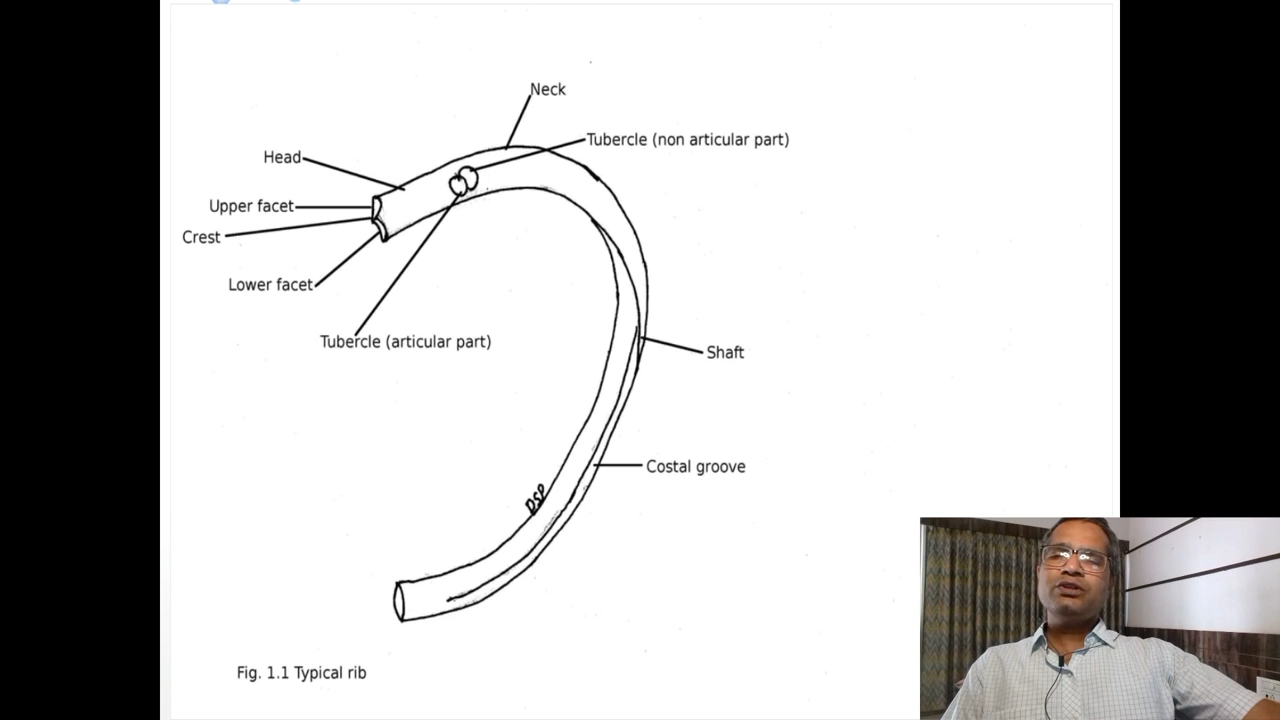 Neck
Tubercle (non articular part)
Head
Upper facet
Crest
Lower facet
Tubercle (articular part)
Shaft
Costal groove
DSP
Fig. 1.1 Typical rib